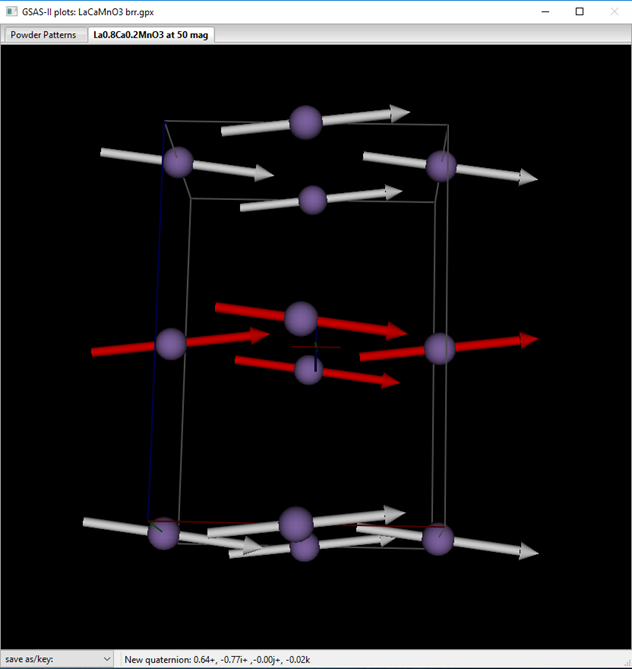 GSAS-II plots: LaCaMnO3 brr.gpx
Powder Patterns La0.8Ca0.2MnO3 at 50 mag
save as/key: New quaternion: 0.64+, -0.77i+ ,-0.00j+, -0.02k